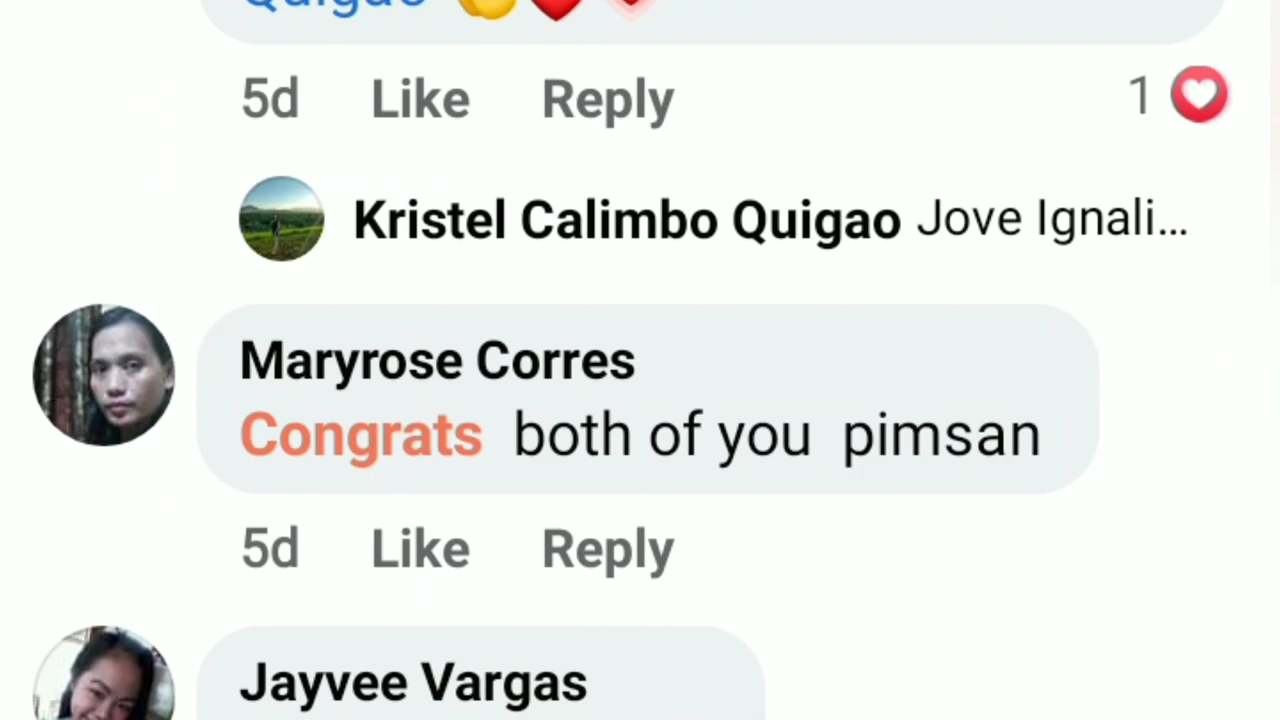 Quigao
5d Like Reply 1
Kristel Calimbo Quigao Jove Ignali...
Maryrose Corres
Congrats both of you pimsan
5d Like Reply
Jayvee Vargas